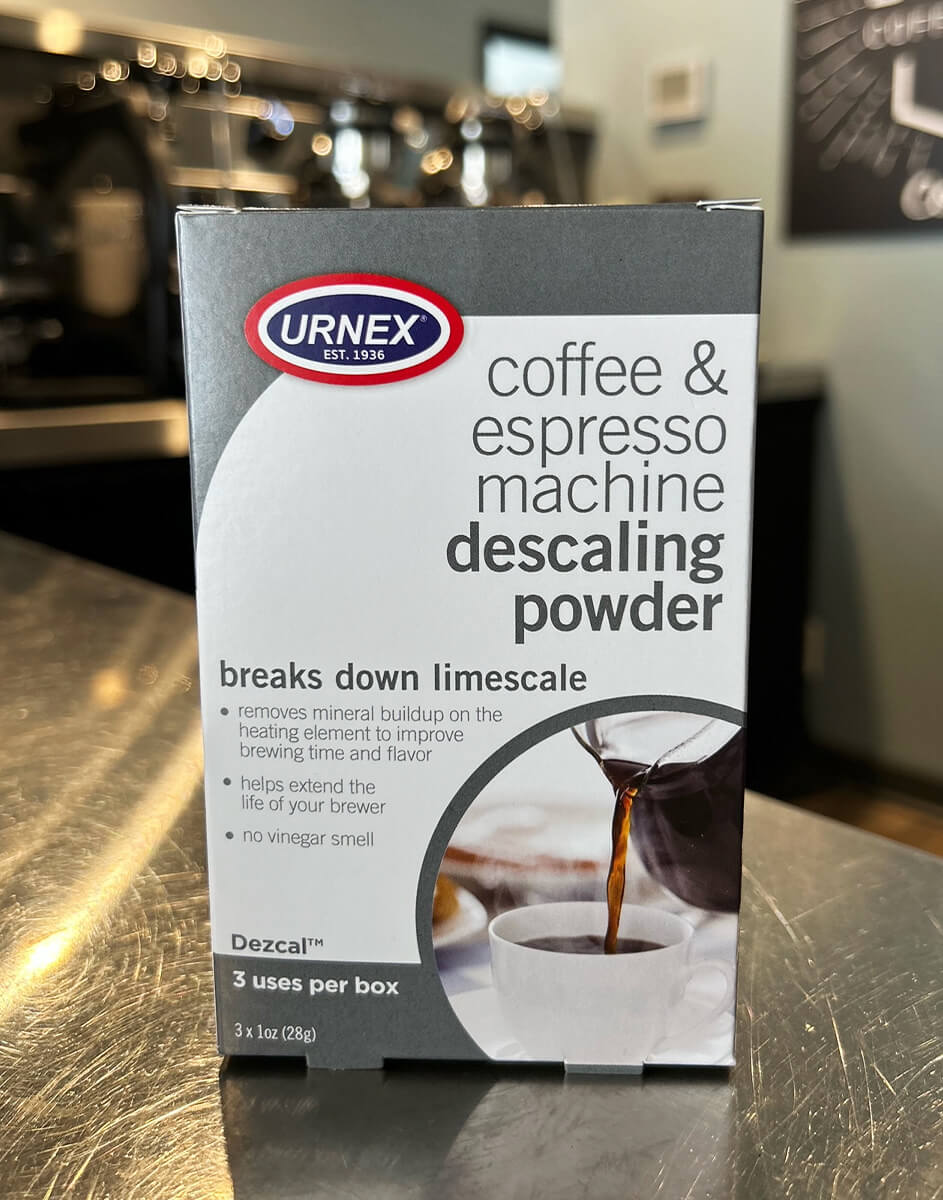 URNEX®
EST. 1936
coffee &
espresso
machine
descaling
powder
breaks down limescale
• removes mineral buildup on the
heating element to improve
brewing time and flavor
• helps extend the
life of your brewer
• no vinegar smell
Dezcal™
3 uses per box
3 x 1oz (28g)